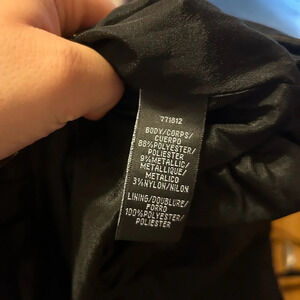 771612
BODY/CORPS/
CUERPO
88%POLYESTER/
POLIESTER
9%METALLIC/
METALLIQUE/
METALICO
3%NYLON/NILON
LINING/DOUBLURE/
FORRO
100%POLYESTER/
POLIESTER